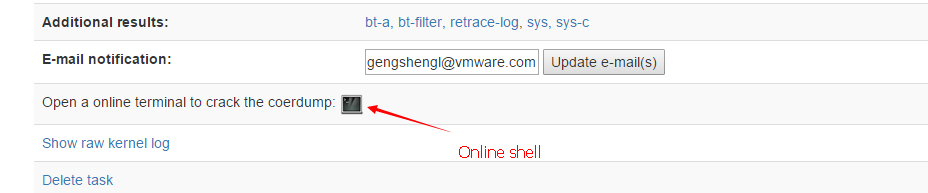 Additional results: bt-a, bt-filter, retrace-log, sys, sys-c
E-mail notification: gengshengl@vmware.com Update e-mail(s)
Open a online terminal to crack the coerdump:
Online shell
Show raw kernel log
Delete task